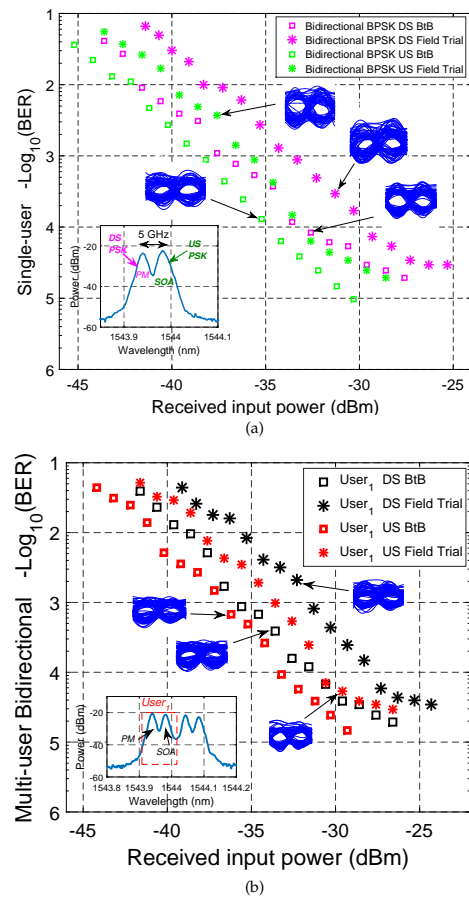 Single-user -Log10(BER)
1
2
3
4
5
6
Bidirectional BPSK DS BtB
Bidirectional BPSK DS Field Trial
Bidirectional BPSK US BtB
Bidirectional BPSK US Field Trial
Power (dBm)
-20
-40
-60
DS PSK
5 GHz
US PSK
PM
SOA
1543.9 1544 1544.1
Wavelength (nm)
-45 -40 -35 -30 -25
Received input power (dBm)
(a)
Multi-user Bidirectional -Log10(BER)
1
2
3
4
5
6
User1 DS BtB
User1 DS Field Trial
User1 US BtB
User1 US Field Trial
Power (dBm)
-20
-40
-60
User1
PM
SOA
1543.8 1543.9 1544 1544.1 1544.2
Wavelength (nm)
-45 -40 -35 -30 -25
Received input power (dBm)
(b)